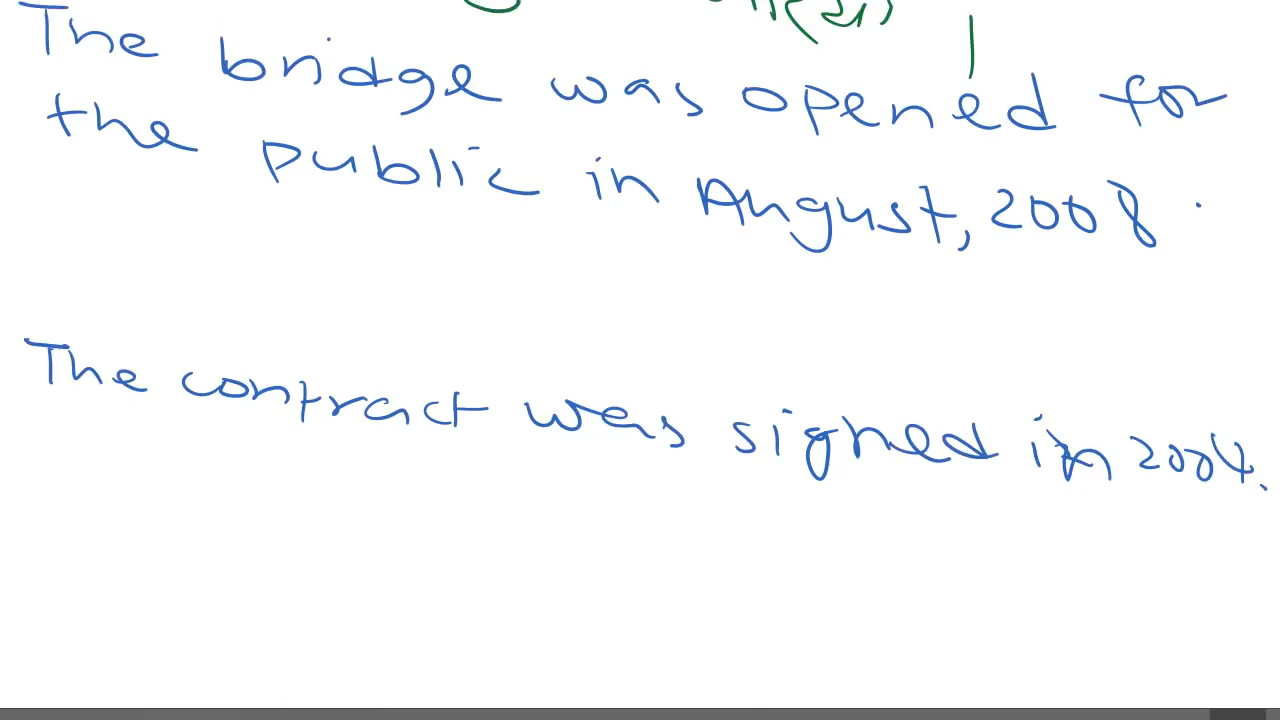 The bridge was opened for
the public in August, 2008.
The contract was signed in 2004.